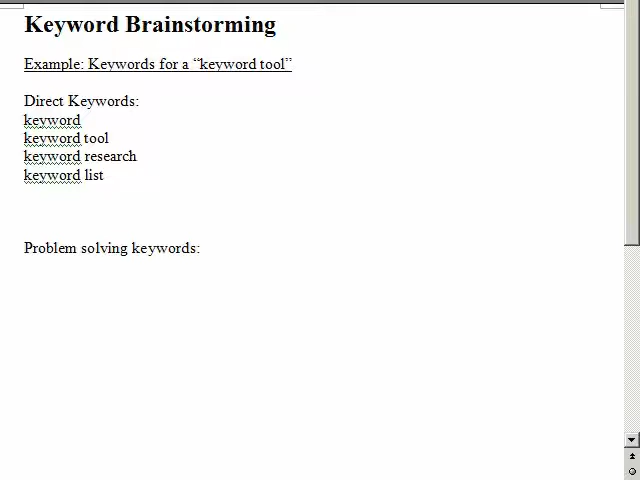 Keyword Brainstorming
Example: Keywords for a “keyword tool”
Direct Keywords:
keyword
keyword tool
keyword research
keyword list
Problem solving keywords: